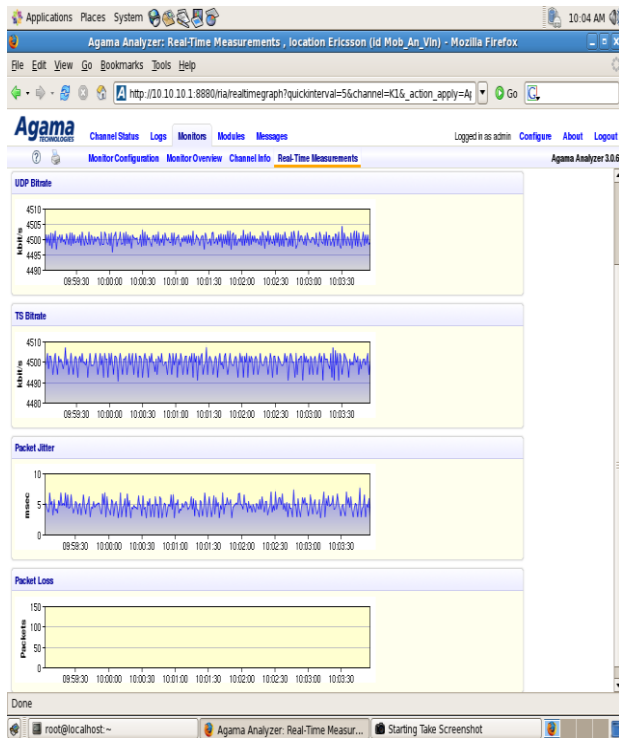 Applications Places System 10:04 AM
Agama Analyzer: Real-Time Measurements , location Ericsson (id Mob_An_Vln) - Mozilla Firefox
File Edit View Go Bookmarks Tools Help
http://10.10.10.1:8880/ria/realtimegraph?quickinterval=5&channel=K1&_action_apply=Ap Go
Agama
TECHNOLOGIES
Channel Status Logs Monitors Modules Messages Logged in as admin Configure About Logout
Monitor Configuration Monitor Overview Channel Info Real-Time Measurements Agama Analyzer 3.0.6
UDP Bitrate
kbit/s
4510
4505
4500
4495
4490
09:59:30 10:00:00 10:00:30 10:01:00 10:01:30 10:02:00 10:02:30 10:03:00 10:03:30
TS Bitrate
kbit/s
4510
4500
4490
4480
09:59:30 10:00:00 10:00:30 10:01:00 10:01:30 10:02:00 10:02:30 10:03:00 10:03:30
Packet Jitter
msec
10
5
0
09:59:30 10:00:00 10:00:30 10:01:00 10:01:30 10:02:00 10:02:30 10:03:00 10:03:30
Packet Loss
Packets
150
100
50
0
09:59:30 10:00:00 10:00:30 10:01:00 10:01:30 10:02:00 10:02:30 10:03:00 10:03:30
Done
root@localhost:~ Agama Analyzer: Real-Time Measur... Starting Take Screenshot